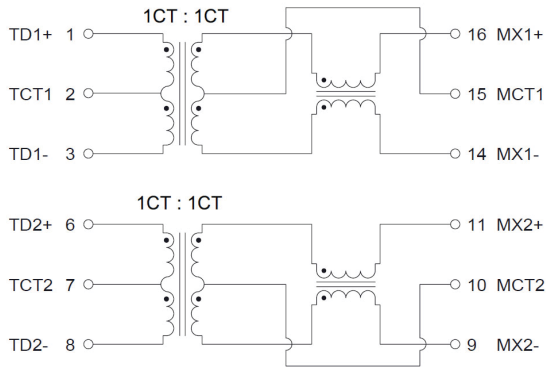 1CT : 1CT
TD1+ 1 16 MX1+
TCT1 2 15 MCT1
TD1- 3 14 MX1-
1CT : 1CT
TD2+ 6 11 MX2+
TCT2 7 10 MCT2
TD2- 8 9 MX2-